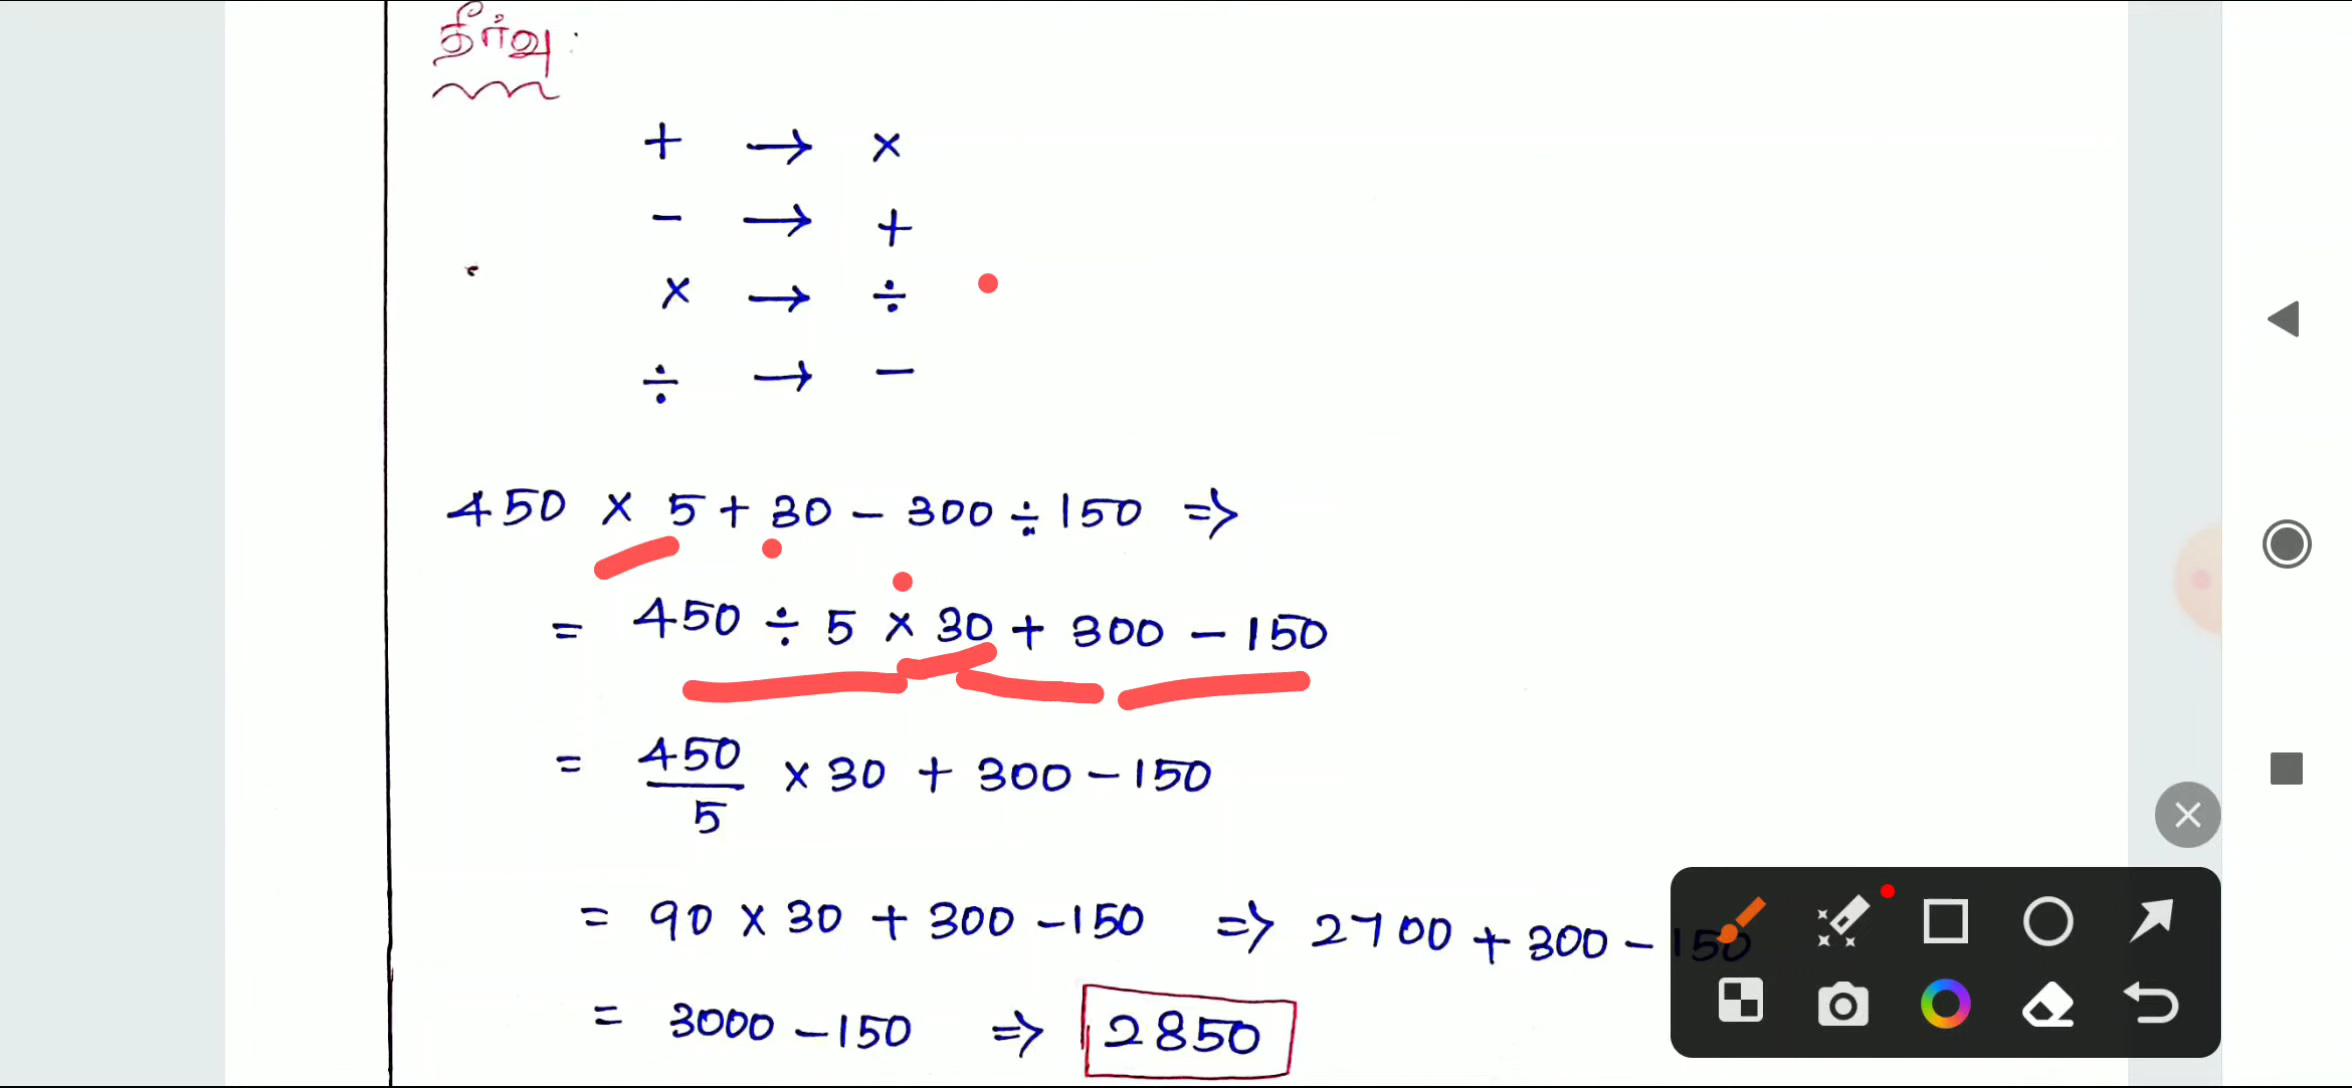 தீர்வு :
+ → ×
- → +
× → ÷
÷ → -
450 × 5 + 30 - 300 ÷ 150 ⇒
= 450 ÷ 5 × 30 + 300 - 150
= 450/5 × 30 + 300 - 150
= 90 × 30 + 300 - 150 ⇒ 2700 + 300 - 150
= 3000 - 150 ⇒ 2850